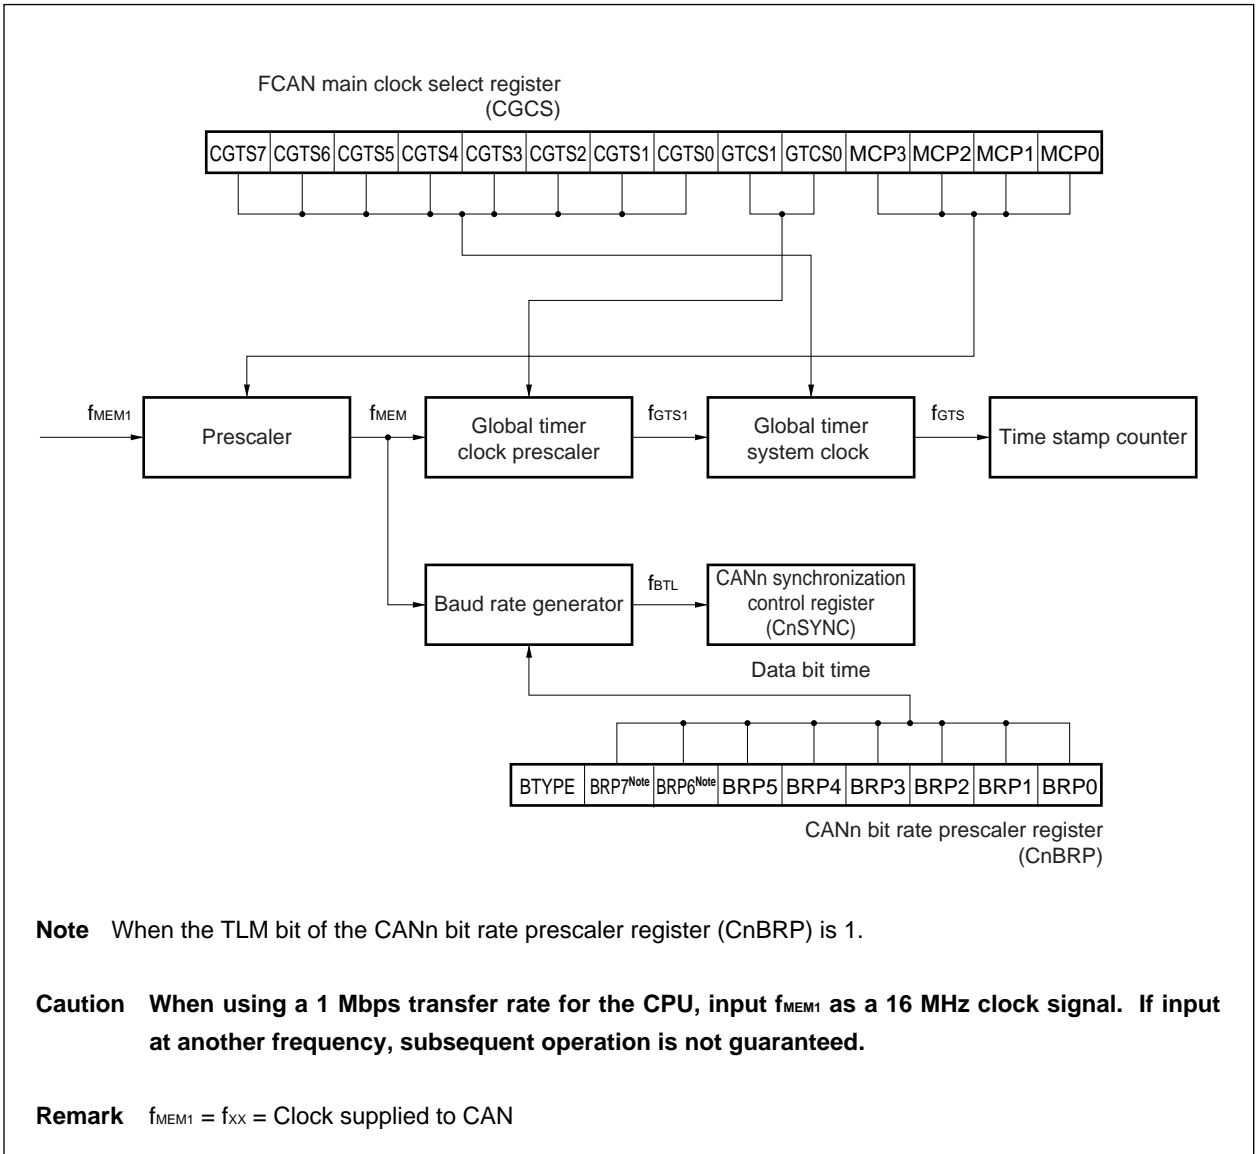 FCAN main clock select register
(CGCS)
CGTS7 CGTS6 CGTS5 CGTS4 CGTS3 CGTS2 CGTS1 CGTS0 GTCS1 GTCS0 MCP3 MCP2 MCP1 MCP0
fMEM1
Prescaler
fMEM
Global timer
clock prescaler
fGTS1
Global timer
system clock
fGTS
Time stamp counter
Baud rate generator
fBTL
CANn synchronization
control register
(CnSYNC)
Data bit time
BTYPE BRP7Note BRP6Note BRP5 BRP4 BRP3 BRP2 BRP1 BRP0
CANn bit rate prescaler register
(CnBRP)
Note When the TLM bit of the CANn bit rate prescaler register (CnBRP) is 1.
Caution When using a 1 Mbps transfer rate for the CPU, input fMEM1 as a 16 MHz clock signal. If input
at another frequency, subsequent operation is not guaranteed.
Remark fMEM1 = fXX = Clock supplied to CAN